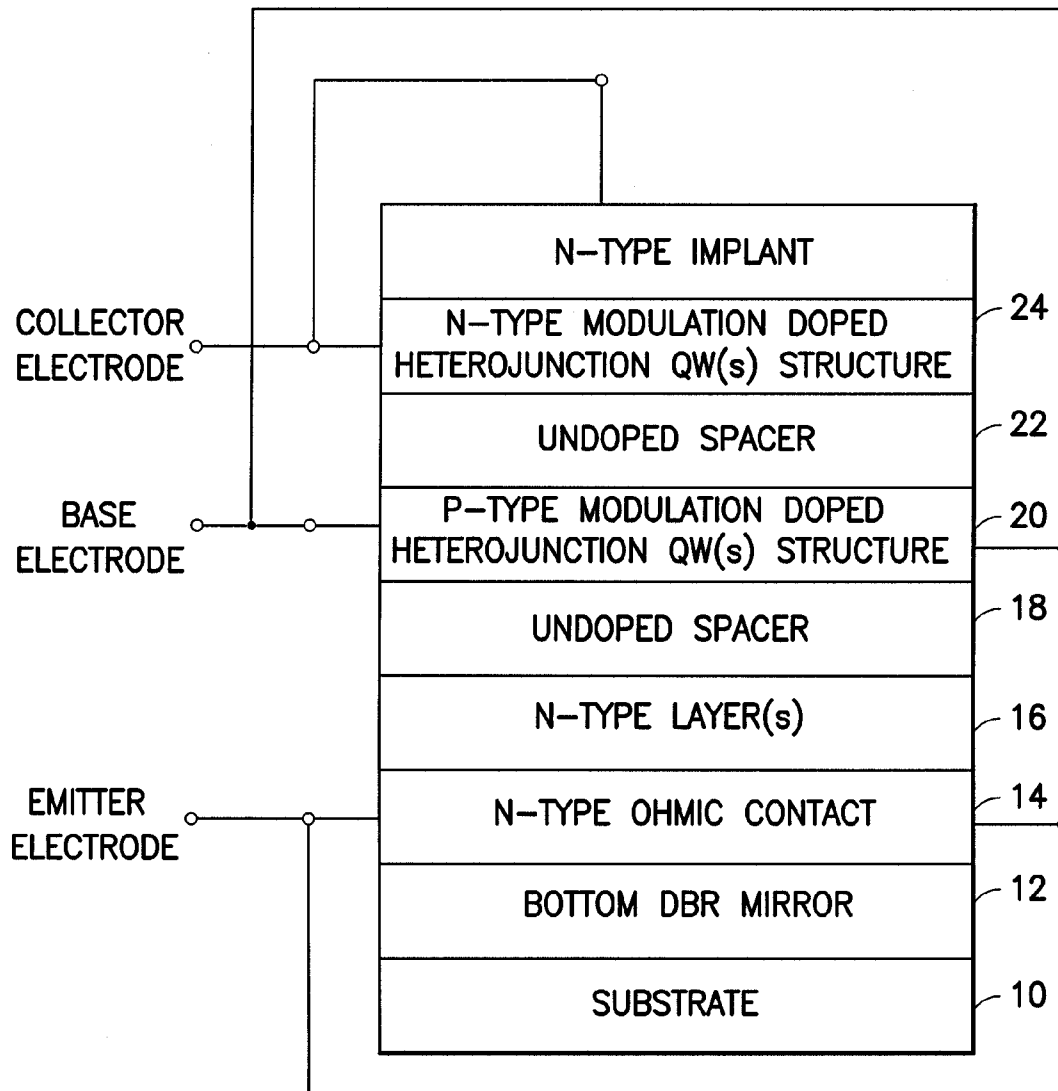 N-TYPE IMPLANT
COLLECTOR
ELECTRODE
N-TYPE MODULATION DOPED
HETEROJUNCTION QW(s) STRUCTURE
24
UNDOPED SPACER
22
BASE
ELECTRODE
P-TYPE MODULATION DOPED
HETEROJUNCTION QW(s) STRUCTURE
20
UNDOPED SPACER
18
N-TYPE LAYER(s)
16
EMITTER
ELECTRODE
N-TYPE OHMIC CONTACT
14
BOTTOM DBR MIRROR
12
SUBSTRATE
10